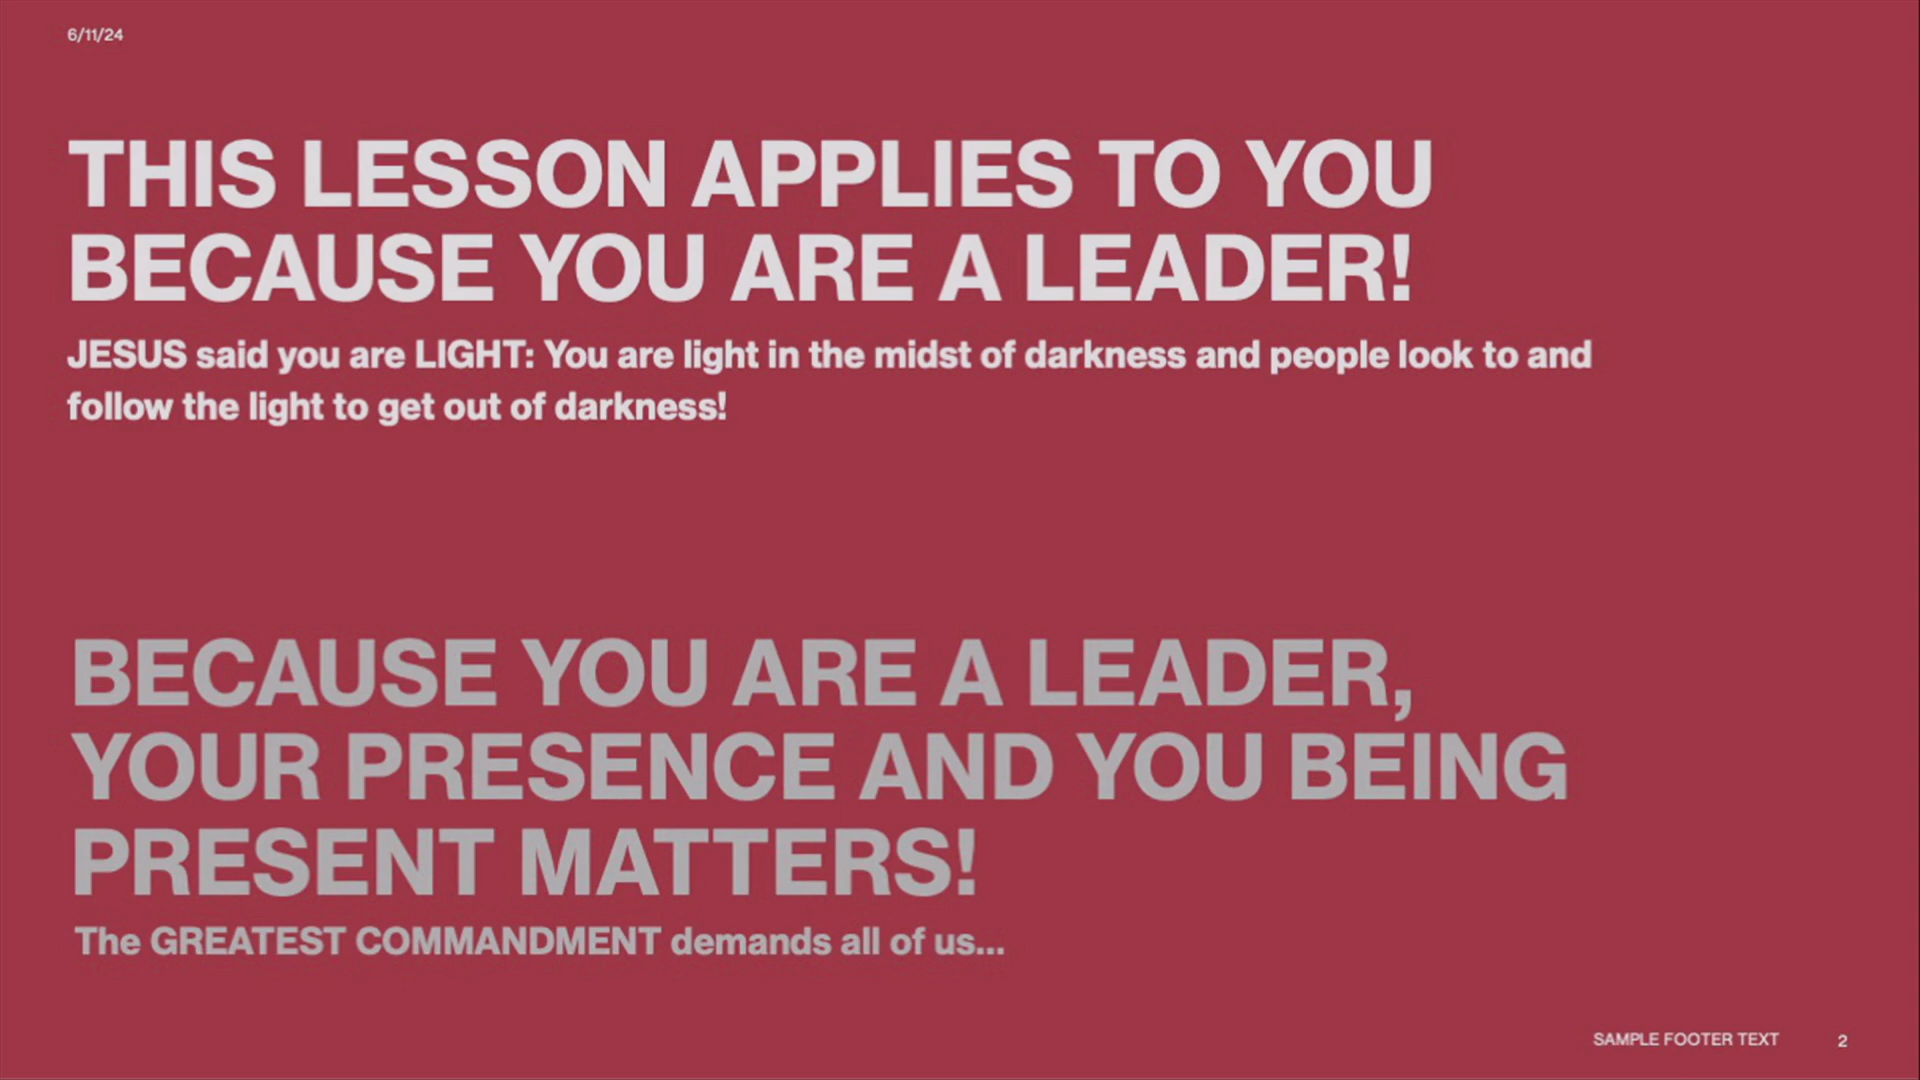 6/11/24
THIS LESSON APPLIES TO YOU
BECAUSE YOU ARE A LEADER!
JESUS said you are LIGHT: You are light in the midst of darkness and people look to and
follow the light to get out of darkness!
BECAUSE YOU ARE A LEADER,
YOUR PRESENCE AND YOU BEING
PRESENT MATTERS!
The GREATEST COMMANDMENT demands all of us...
SAMPLE FOOTER TEXT 2